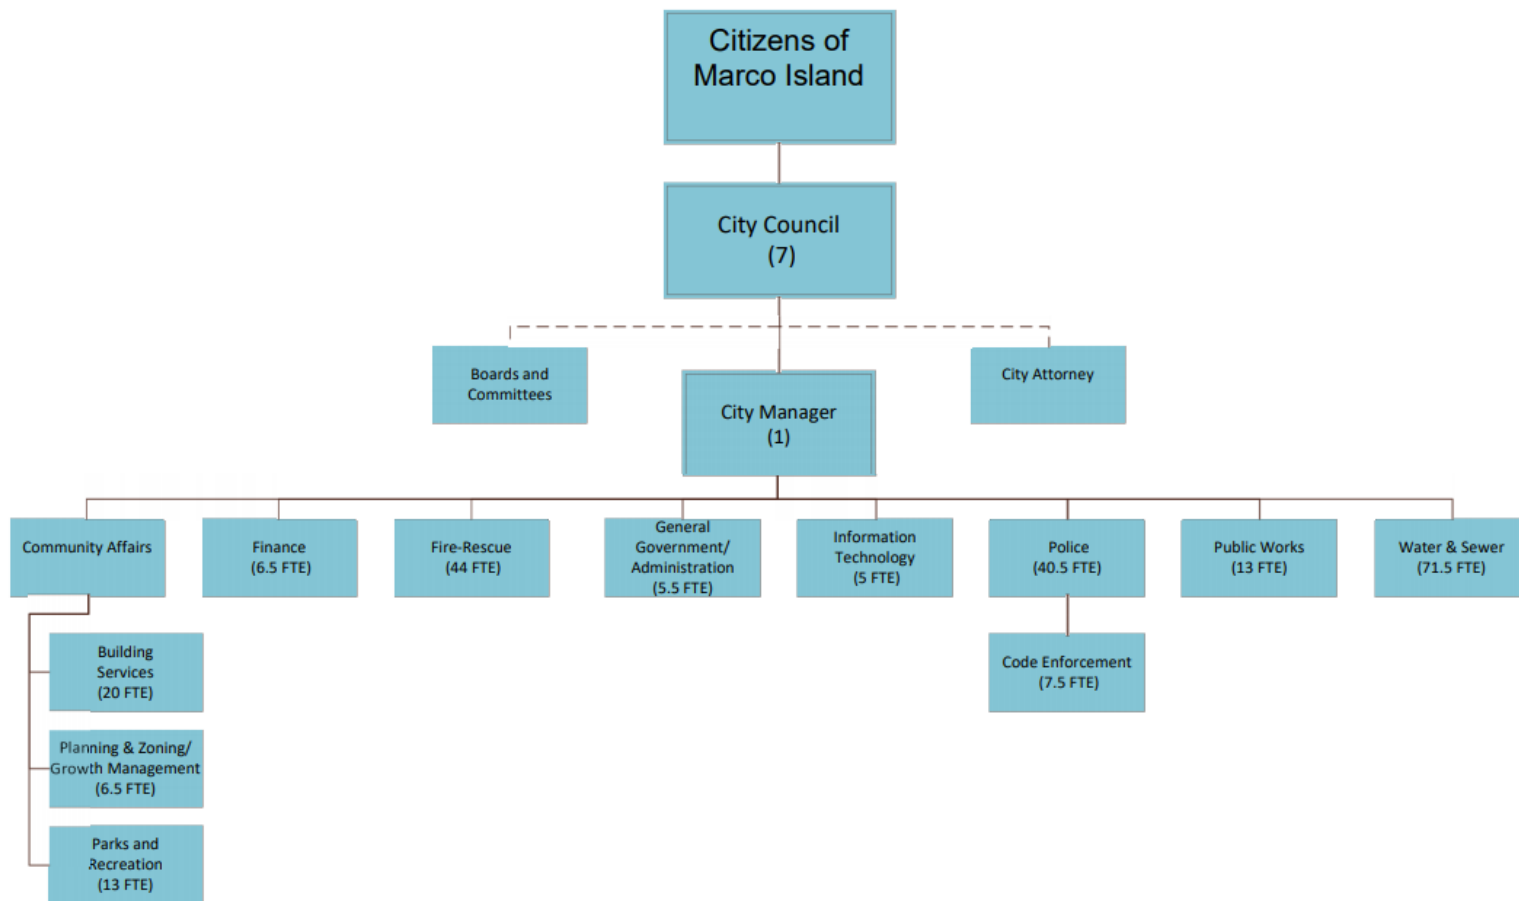 Citizens of
Marco Island
City Council
(7)
Boards and
Committees
City Attorney
City Manager
(1)
Community Affairs
Finance
(6.5 FTE)
Fire-Rescue
(44 FTE)
General
Government/
Administration
(5.5 FTE)
Information
Technology
(5 FTE)
Police
(40.5 FTE)
Public Works
(13 FTE)
Water & Sewer
(71.5 FTE)
Building
Services
(20 FTE)
Code Enforcement
(7.5 FTE)
Planning & Zoning/
Growth Management
(6.5 FTE)
Parks and
Recreation
(13 FTE)